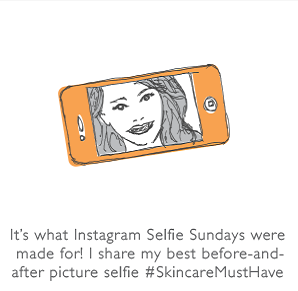 It's what Instagram Selfie Sundays were
made for! I share my best before-and-
after picture selfie #SkincareMustHave